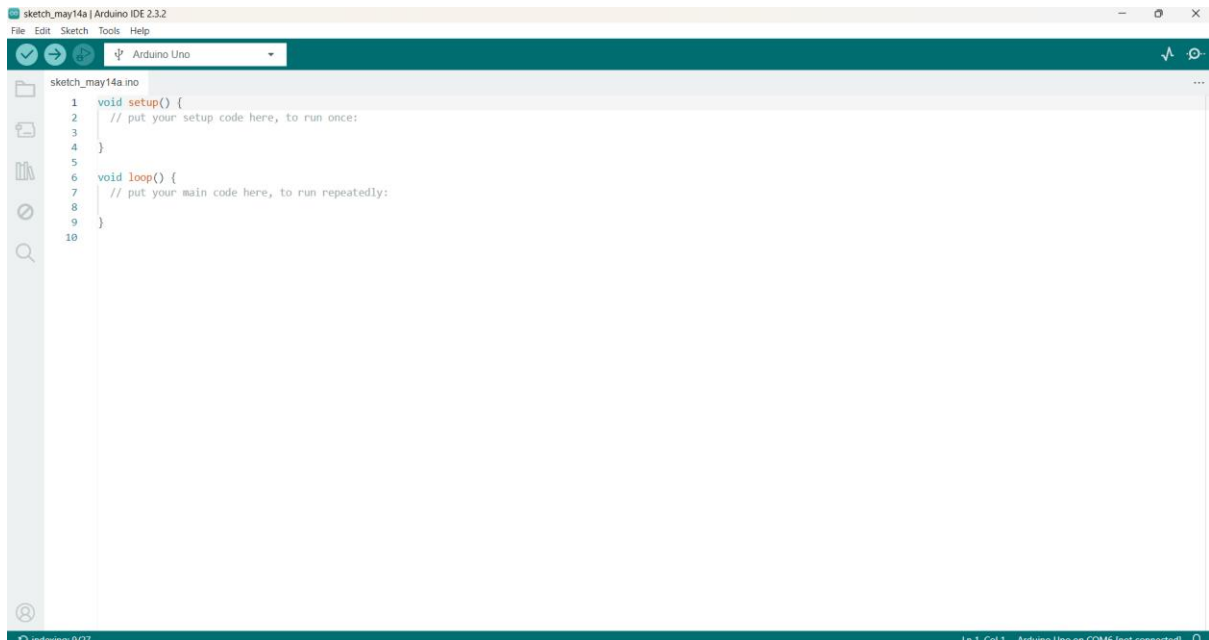 sketch_may14a | Arduino IDE 2.3.2
File Edit Sketch Tools Help
Arduino Uno
sketch_may14a.ino
1 void setup() {
2 // put your setup code here, to run once:
3
4 }
5
6 void loop() {
7 // put your main code here, to run repeatedly:
8
9 }
10
indexing: 9/27
Ln 1, Col 1 Arduino Uno on COM6 [not connected]